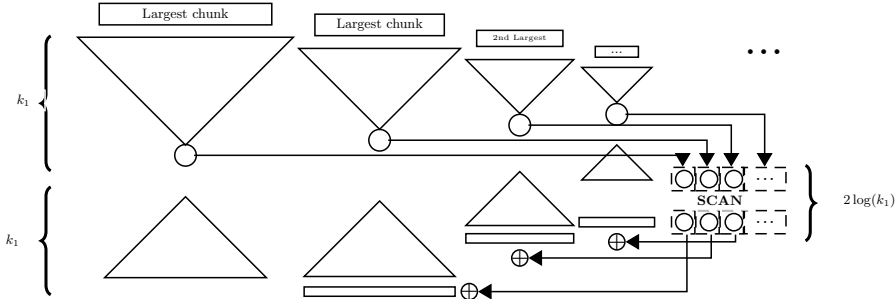 Largest chunk
Largest chunk
2nd Largest
...
...
k₁
...
SCAN
2 log(k₁)
k₁
...